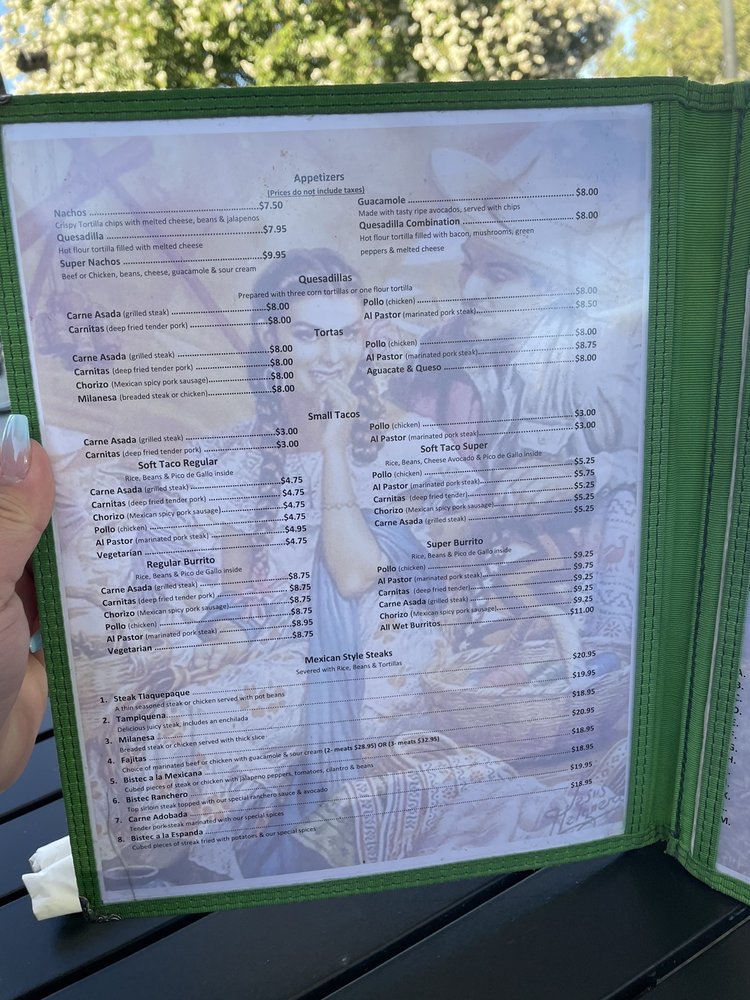 Appetizers
(Prices do not include taxes)
Nachos ...$7.50
Crispy Tortilla chips with melted cheese, beans & jalapenos
Quesadilla ...$7.95
Hot flour tortilla filled with melted cheese
Super Nachos ...$9.95
Beef or Chicken, beans, cheese, guacamole & sour cream
Guacamole ...$8.00
Made with tasty ripe avocados, served with chips
Quesadilla Combination ...$8.00
Hot flour tortilla filled with bacon, mushrooms, green
peppers & melted cheese
Quesadillas
Prepared with three corn tortillas or one flour tortilla
Carne Asada (grilled steak) ...$8.00
Carnitas (deep fried tender pork) ...$8.00
Pollo (chicken) ...$8.00
Al Pastor (marinated pork steak)...$8.50
Tortas
Carne Asada (grilled steak) ...$8.00
Carnitas (deep fried tender pork) ...$8.00
Chorizo (Mexican spicy pork sausage)...$8.00
Milanesa (breaded steak or chicken)...$8.00
Pollo (chicken) ...$8.00
Al Pastor (marinated pork steak)...$8.75
Aguacate & Queso ...$8.00
Small Tacos
Carne Asada (grilled steak) ...$3.00
Carnitas (deep fried tender pork) ...$3.00
Pollo (chicken) ...$3.00
Al Pastor (marinated pork steak)...$3.00
Soft Taco Regular
Rice, Beans & Pico de Gallo inside
Carne Asada (grilled steak) ...$4.75
Carnitas (deep fried tender pork) ...$4.75
Chorizo (Mexican spicy pork sausage)...$4.75
Pollo (chicken) ...$4.75
Al Pastor (marinated pork steak) ...$4.95
Vegetarian ...$4.75
Soft Taco Super
Rice, Beans, Cheese Avocado & Pico de Gallo inside
Pollo (chicken) ...$5.25
Al Pastor (marinated pork steak)...$5.75
Carnitas (deep fried tender)...$5.25
Chorizo (Mexican spicy pork sausage)...$5.25
Carne Asada (grilled steak) ...$5.25
Regular Burrito
Rice, Beans & Pico de Gallo inside
Carne Asada (grilled steak) ...$8.75
Carnitas (deep fried tender pork) ...$8.75
Chorizo (Mexican spicy pork sausage)...$8.75
Pollo (chicken) ...$8.75
Al Pastor (marinated pork steak) ...$8.95
Vegetarian ...$8.75
Super Burrito
Rice, Beans & Pico de Gallo inside
Pollo (chicken) ...$9.25
Al Pastor (marinated pork steak) ...$9.75
Carnitas (deep fried tender)...$9.25
Carne Asada (grilled steak) ...$9.25
Chorizo (Mexican spicy pork sausage)...$9.25
All Wet Burritos...$11.00
Mexican Style Steaks
Severed with Rice, Beans & Tortillas
1. Steak Tlaquepaque ...$20.95
A thin seasoned steak or chicken served with pot beans
2. Tampiquena ...$19.95
Delicious juicy steak, includes an enchilada
3. Milanesa ...$18.95
Breaded steak or chicken served with thick slice
4. Fajitas ...$20.95
Choice of marinated beef or chicken with guacamole & sour cream (2- meats $28.95) OR (3- meats $32.95)
5. Bistec a la Mexicana ...$18.95
Cubed pieces of steak or chicken with jalapeno peppers, tomatoes, cilantro & beans
6. Bistec Ranchero ...$18.95
Top sirloin steak topped with our special ranchero sauce & avocado
7. Carne Adobada ...$19.95
Tender pork steak marinated with our special spices
8. Bistec a la Espanda ...$18.95
Cubed pieces of streak fried with potatoes & our special spices